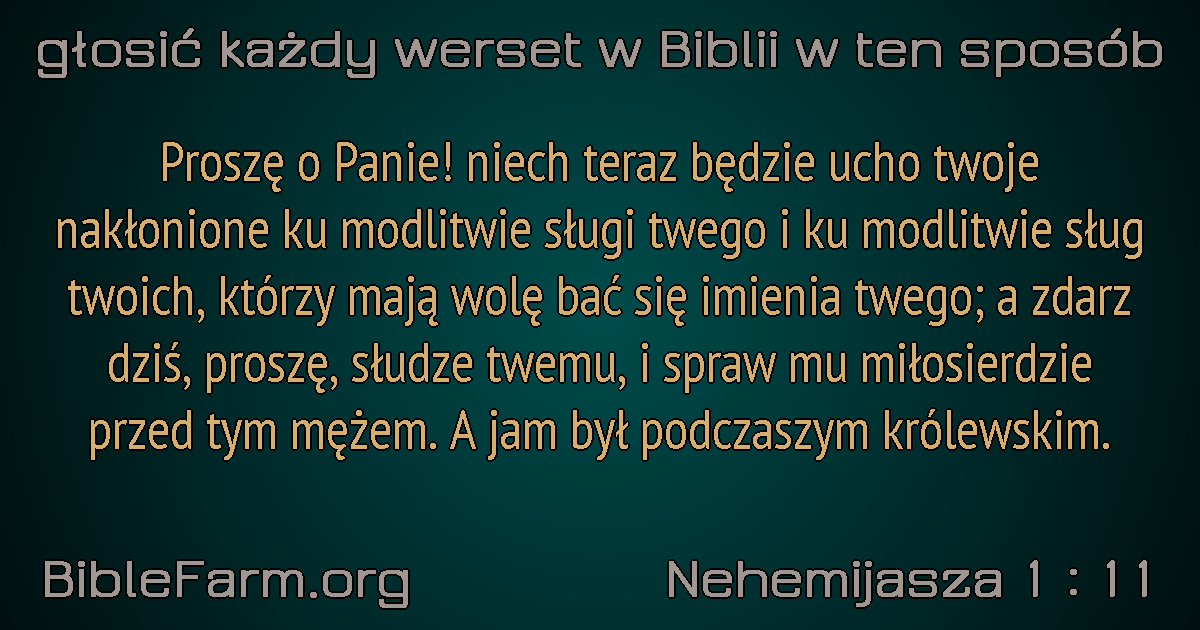 głosić każdy werset w Biblii w ten sposób
Proszę o Panie! niech teraz będzie ucho twoje
nakłonione ku modlitwie sługi twego i ku modlitwie sług
twoich, którzy mają wolę bać się imienia twego; a zdarz
dziś, proszę, słudze twemu, i spraw mu miłosierdzie
przed tym mężem. A jam był podczaszym królewskim.
BibleFarm.org
Nehemijasza 1 : 11